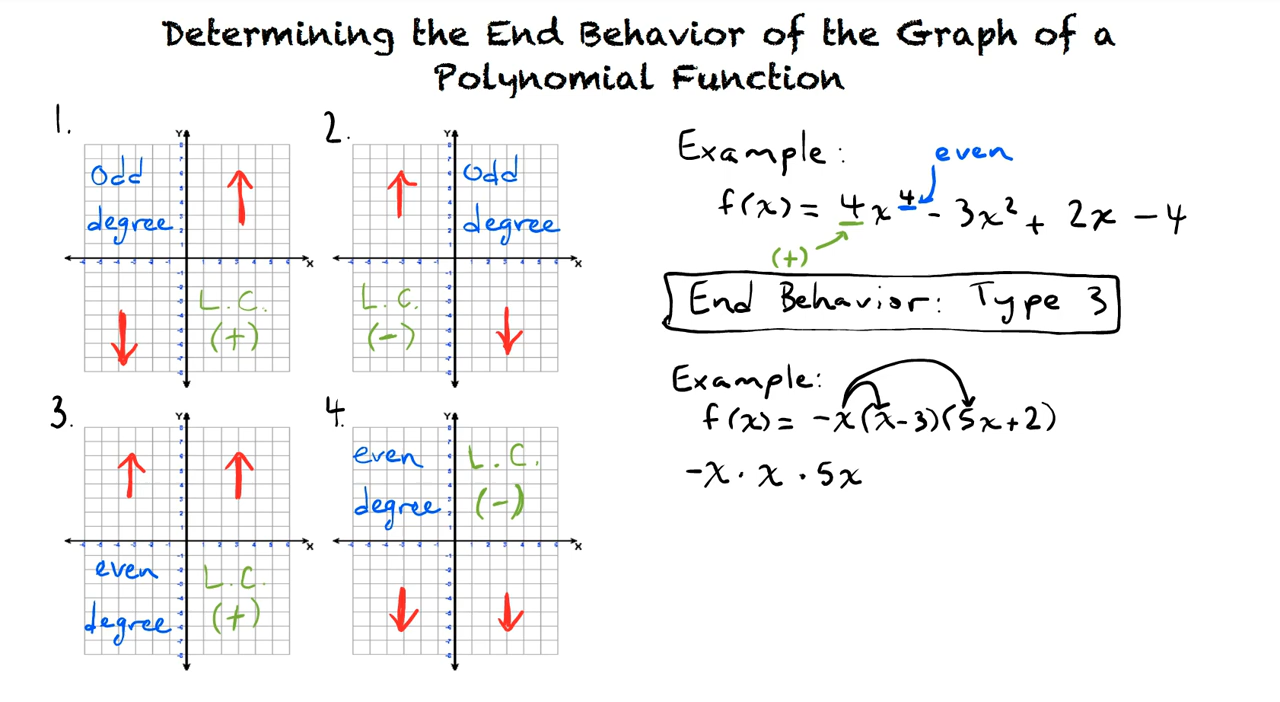 Determining the End Behavior of the Graph of a
Polynomial Function
1.
Y
Odd
degree
X
L.C.
(+)
2.
Y
Odd
degree
X
L.C.
(-)
3.
Y
X
even
degree
L.C.
(+)
4.
Y
even
degree
L.C.
(-)
X
Example:
even
f(x) = 4x⁴ - 3x² + 2x - 4
(+)
End Behavior: Type 3
Example:
f(x) = -x(x-3)(5x+2)
-x · x · 5x